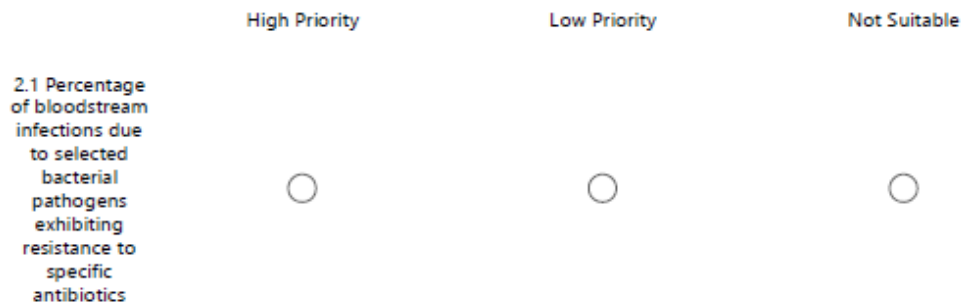 High Priority Low Priority Not Suitable
2.1 Percentage
of bloodstream
infections due
to selected
bacterial
pathogens
exhibiting
resistance to
specific
antibiotics